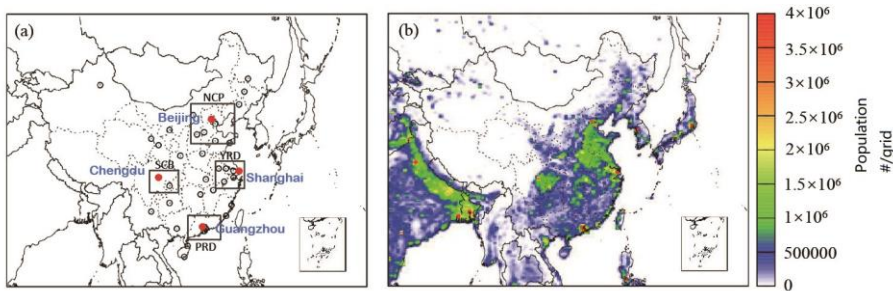 (a)
NCP
Beijing
SCB
YRD
Chengdu
Shanghai
Guangzhou
PRD
(b)
4×10⁶
3.5×10⁶
3×10⁶
2.5×10⁶
2×10⁶
1.5×10⁶
1×10⁶
500000
0
Population
#/grid